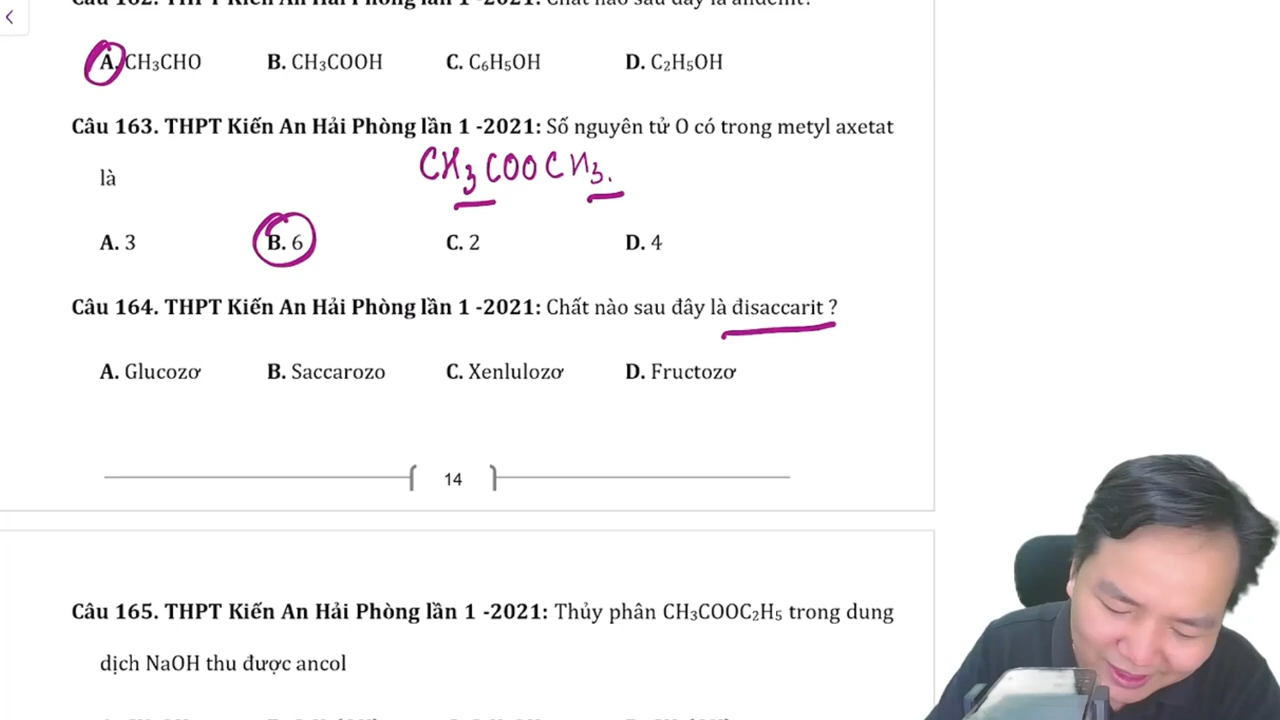 A. CH₃CHO B. CH₃COOH C. C₆H₅OH D. C₂H₅OH
Câu 163. THPT Kiến An Hải Phòng lần 1 -2021: Số nguyên tử O có trong metyl axetat
là
CH₃COOCH₃.
A. 3 B. 6 C. 2 D. 4
Câu 164. THPT Kiến An Hải Phòng lần 1 -2021: Chất nào sau đây là đisaccarit ?
A. Glucozơ B. Saccarozo C. Xenlulozơ D. Fructozơ
14
Câu 165. THPT Kiến An Hải Phòng lần 1 -2021: Thủy phân CH₃COOC₂H₅ trong dung
dịch NaOH thu được ancol